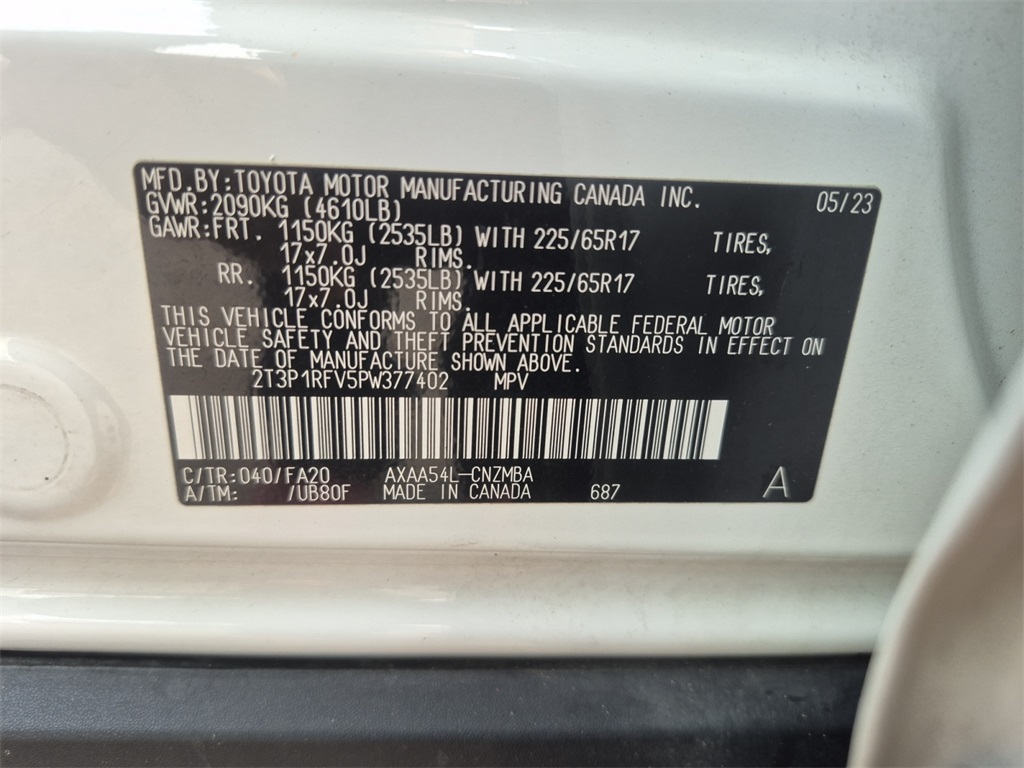 MFD.BY:TOYOTA MOTOR MANUFACTURING CANADA INC. 05/23
GVWR:2090KG (4610LB)
GAWR:FRT. 1150KG (2535LB) WITH 225/65R17 TIRES,
17x7.0J RIMS.
RR. 1150KG (2535LB) WITH 225/65R17 TIRES,
17x7.0J RIMS.
THIS VEHICLE CONFORMS TO ALL APPLICABLE FEDERAL MOTOR
VEHICLE SAFETY AND THEFT PREVENTION STANDARDS IN EFFECT ON
THE DATE OF MANUFACTURE SHOWN ABOVE.
2T3P1RFV5PW377402 MPV
C/TR:040/FA20 AXAA54L-CNZMBA
A/TM: /UB80F MADE IN CANADA 687 A